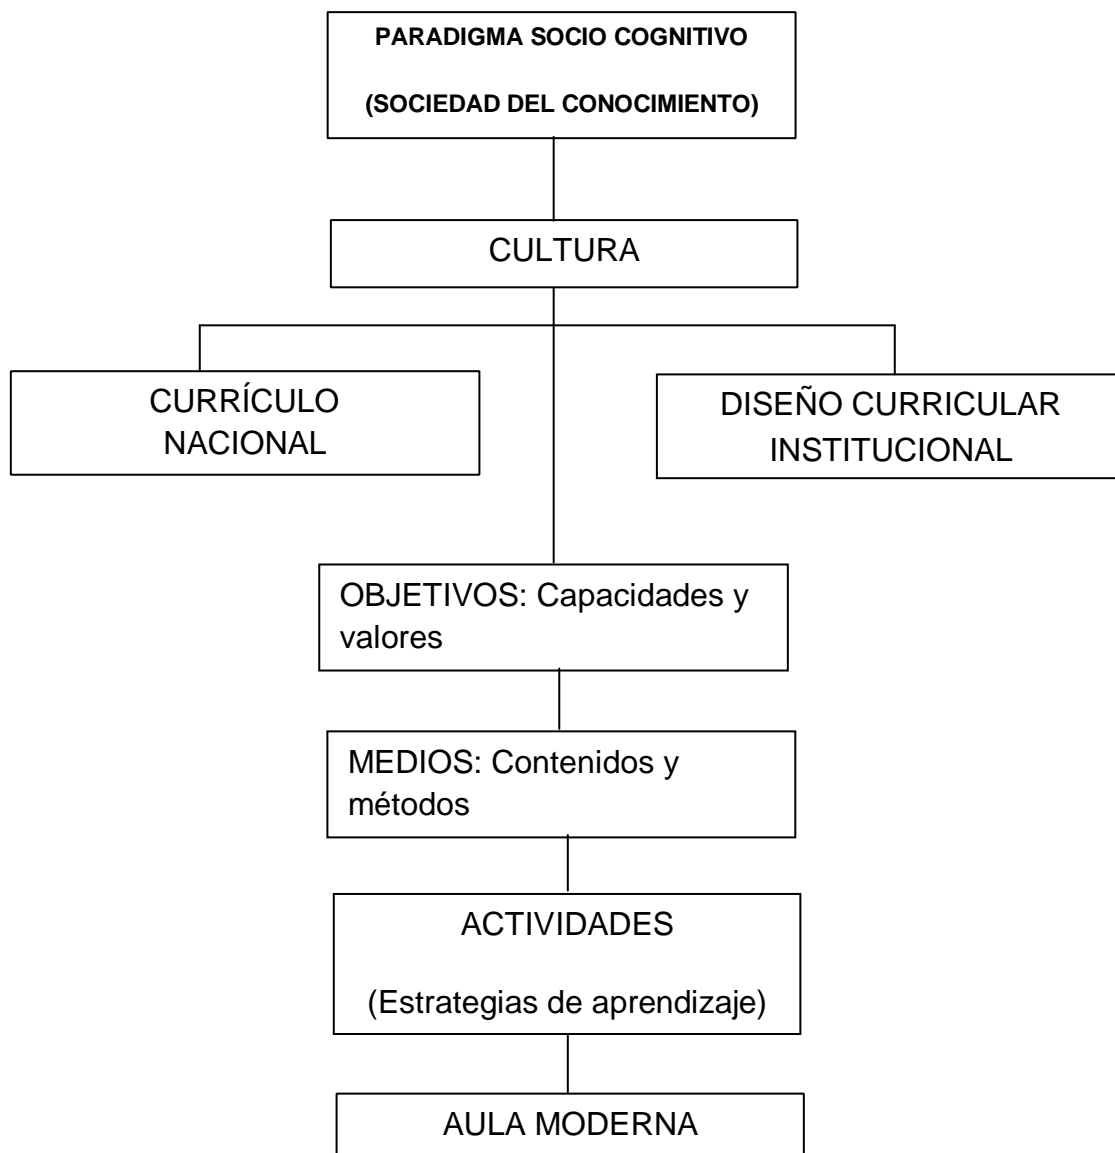 PARADIGMA SOCIO COGNITIVO
(SOCIEDAD DEL CONOCIMIENTO)
CULTURA
CURRÍCULO
NACIONAL
DISEÑO CURRICULAR
INSTITUCIONAL
OBJETIVOS: Capacidades y
valores
MEDIOS: Contenidos y
métodos
ACTIVIDADES
(Estrategias de aprendizaje)
AULA MODERNA